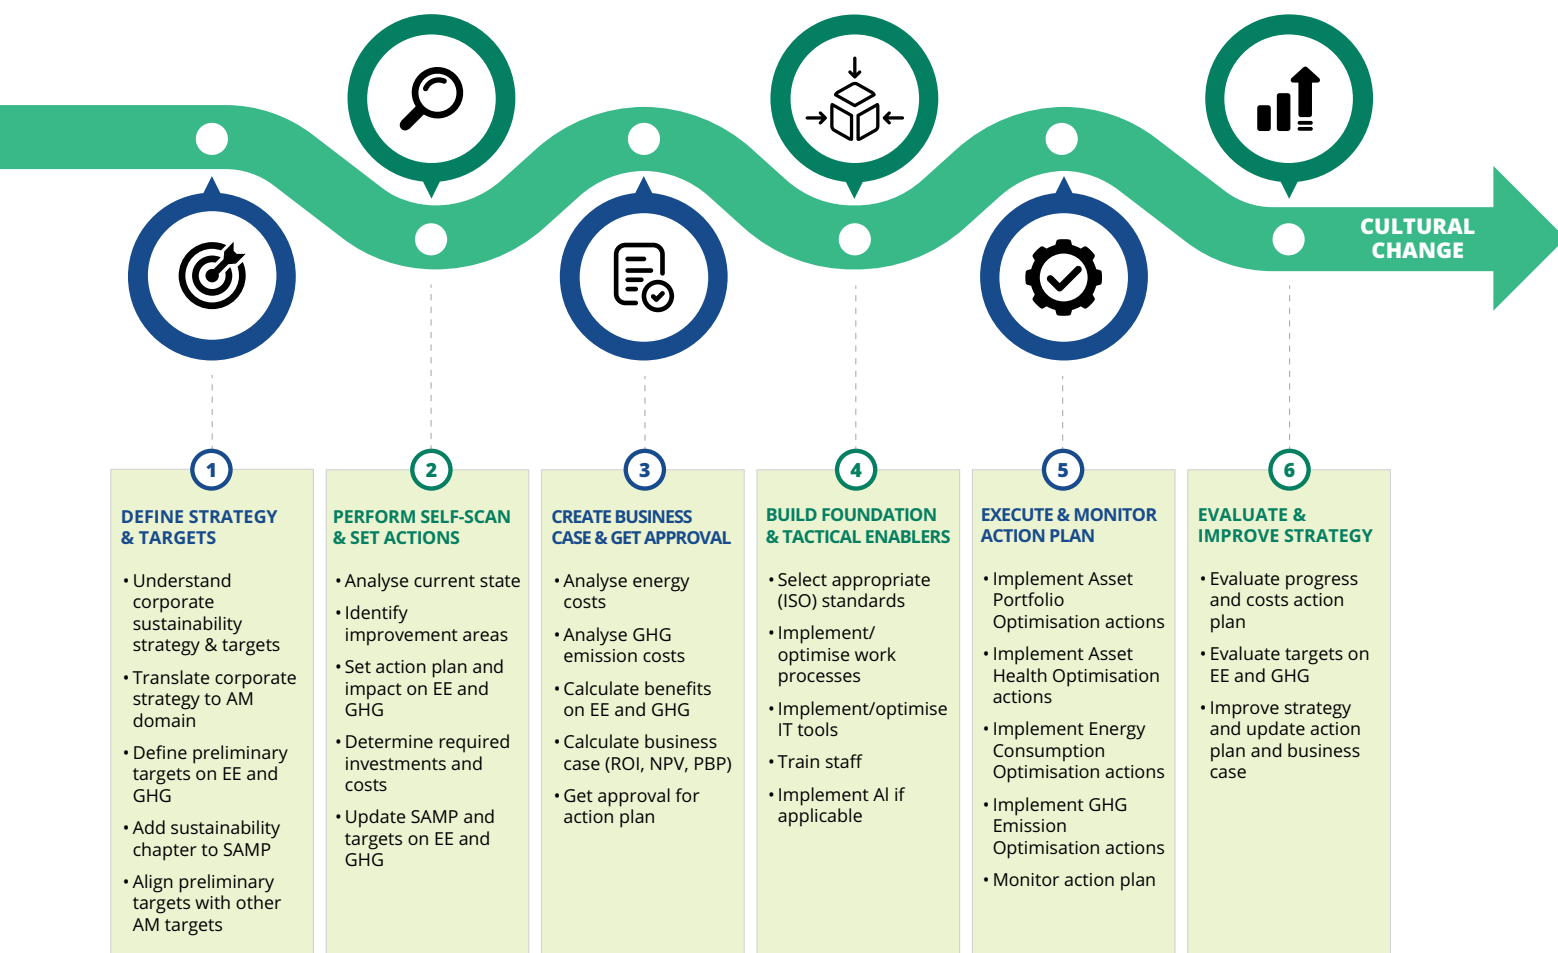 CULTURAL
CHANGE
1
DEFINE STRATEGY
& TARGETS
• Understand
corporate
sustainability
strategy & targets
• Translate corporate
strategy to AM
domain
• Define preliminary
targets on EE and
GHG
• Add sustainability
chapter to SAMP
• Align preliminary
targets with other
AM targets
2
PERFORM SELF-SCAN
& SET ACTIONS
• Analyse current state
• Identify
improvement areas
• Set action plan and
impact on EE and
GHG
• Determine required
investments and
costs
• Update SAMP and
targets on EE and
GHG
3
CREATE BUSINESS
CASE & GET APPROVAL
• Analyse energy
costs
• Analyse GHG
emission costs
• Calculate benefits
on EE and GHG
• Calculate business
case (ROI, NPV, PBP)
• Get approval for
action plan
4
BUILD FOUNDATION
& TACTICAL ENABLERS
• Select appropriate
(ISO) standards
• Implement/
optimise work
processes
• Implement/optimise
IT tools
• Train staff
• Implement AI if
applicable
5
EXECUTE & MONITOR
ACTION PLAN
• Implement Asset
Portfolio
Optimisation actions
• Implement Asset
Health Optimisation
actions
• Implement Energy
Consumption
Optimisation actions
• Implement GHG
Emission
Optimisation actions
• Monitor action plan
6
EVALUATE &
IMPROVE STRATEGY
• Evaluate progress
and costs action
plan
• Evaluate targets on
EE and GHG
• Improve strategy
and update action
plan and business
case